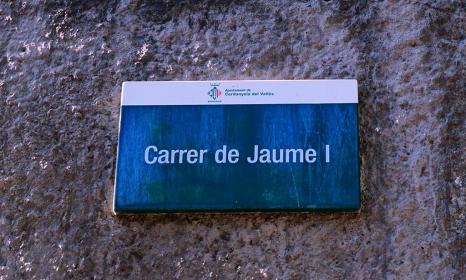 Ajuntament de
Cerdanyola del Vallès
Carrer de Jaume I